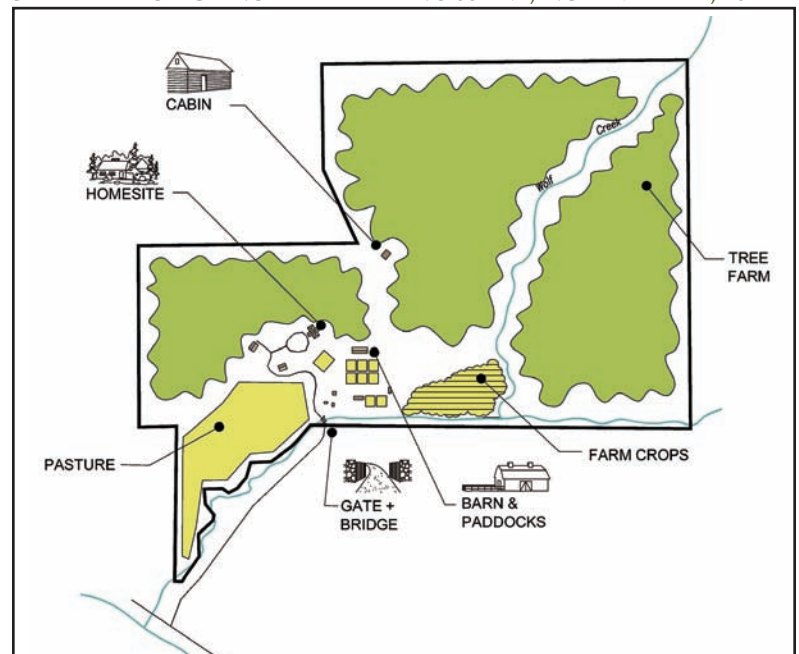 CABIN
HOMESITE
Wolf Creek
TREE
FARM
PASTURE
FARM CROPS
GATE +
BRIDGE
BARN &
PADDOCKS